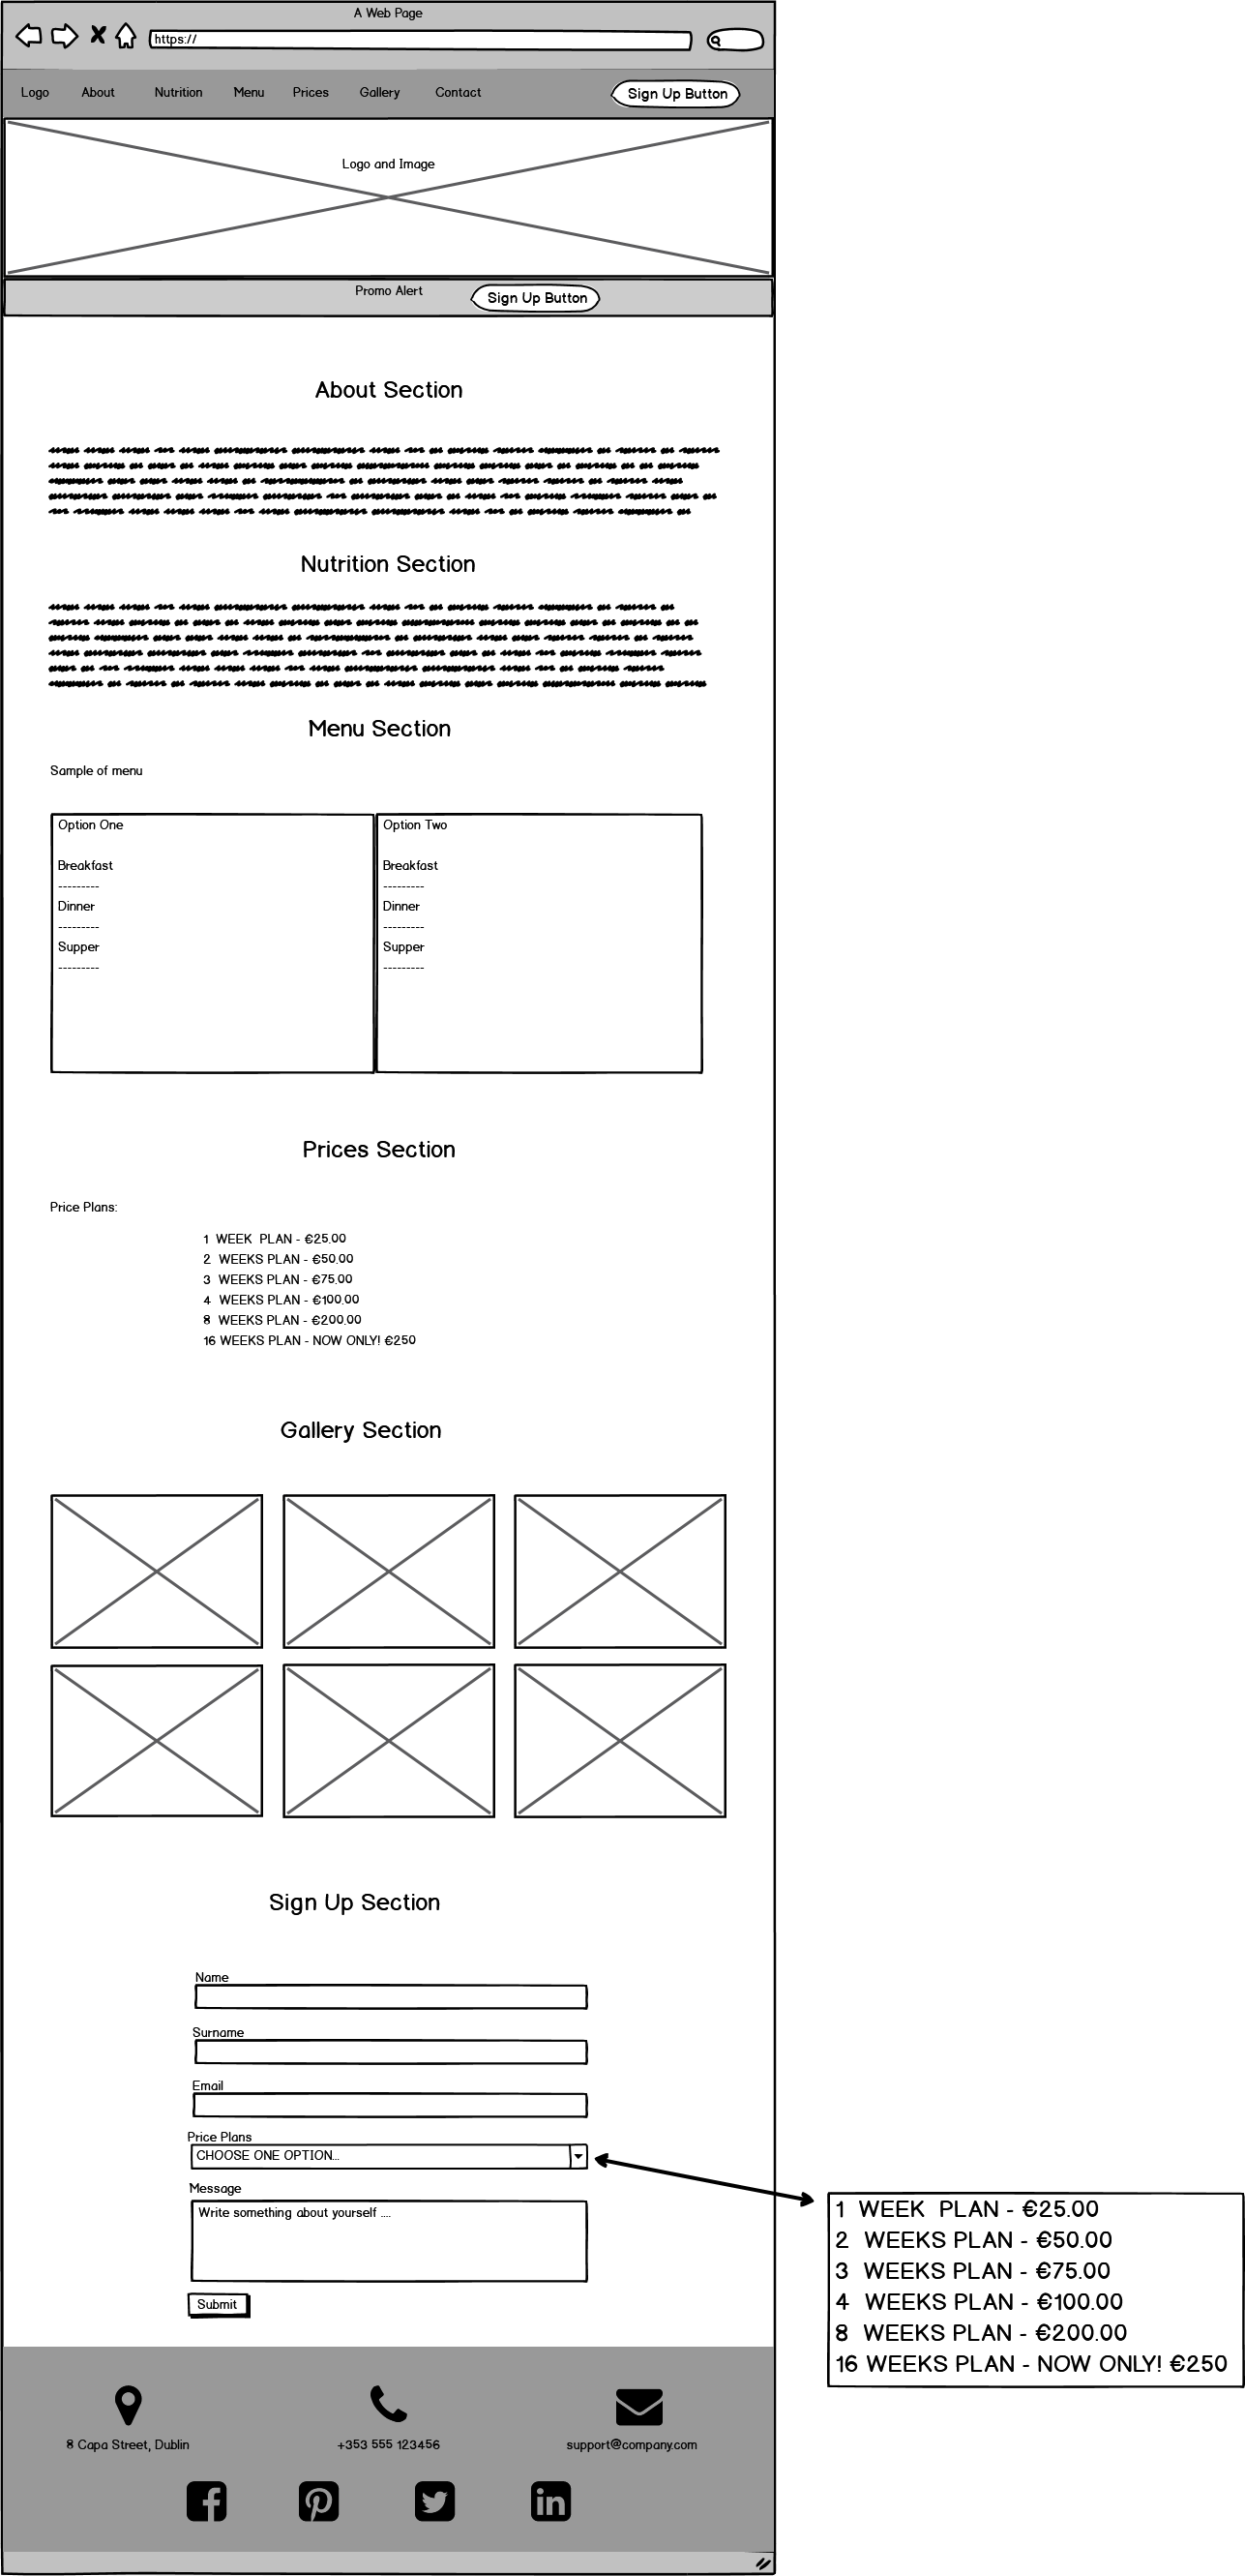 A Web Page
https://
Logo About Nutrition Menu Prices Gallery Contact Sign Up Button
Logo and Image
Promo Alert Sign Up Button
About Section
Nutrition Section
Menu Section
Sample of menu
Option One
Breakfast
---------
Dinner
---------
Supper
---------
Option Two
Breakfast
---------
Dinner
---------
Supper
---------
Prices Section
Price Plans:
1 WEEK PLAN - €25.00
2 WEEKS PLAN - €50.00
3 WEEKS PLAN - €75.00
4 WEEKS PLAN - €100.00
8 WEEKS PLAN - €200.00
16 WEEKS PLAN - NOW ONLY! €250
Gallery Section
Sign Up Section
Name
Surname
Email
Price Plans
CHOOSE ONE OPTION...
Message
Write something about yourself ....
Submit
1 WEEK PLAN - €25.00
2 WEEKS PLAN - €50.00
3 WEEKS PLAN - €75.00
4 WEEKS PLAN - €100.00
8 WEEKS PLAN - €200.00
16 WEEKS PLAN - NOW ONLY! €250
8 Capa Street, Dublin
+353 555 123456
support@company.com